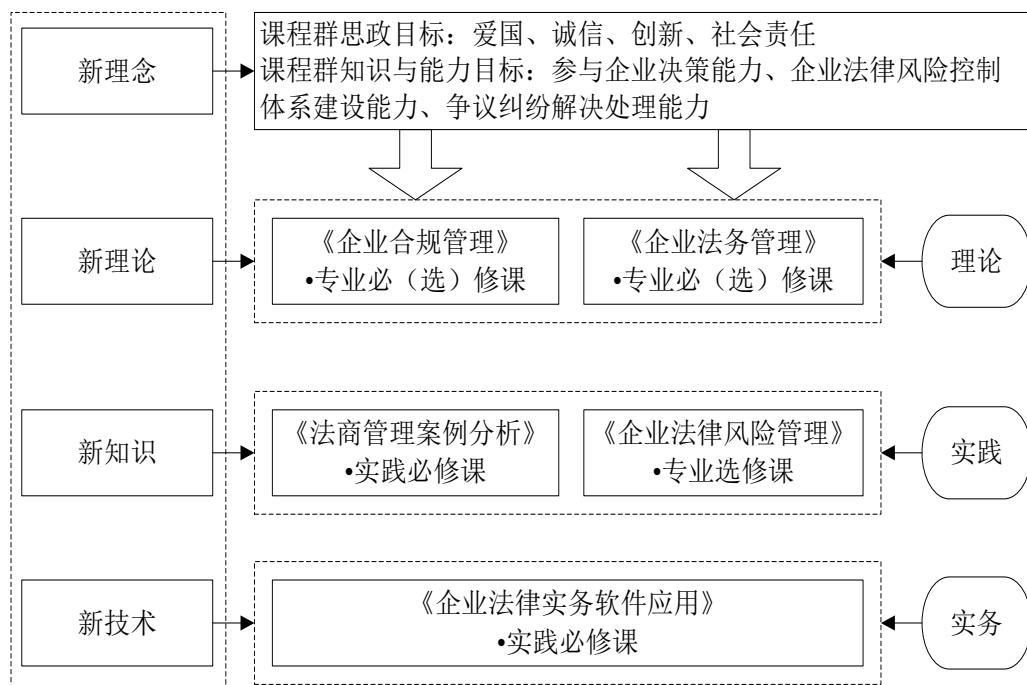 新理念
课程群思政目标：爱国、诚信、创新、社会责任
课程群知识与能力目标：参与企业决策能力、企业法律风险控制
体系建设能力、争议纠纷解决处理能力
新理论
《企业合规管理》
•专业必（选）修课
《企业法务管理》
•专业必（选）修课
理论
新知识
《法商管理案例分析》
•实践必修课
《企业法律风险管理》
•专业选修课
实践
新技术
《企业法律实务软件应用》
•实践必修课
实务